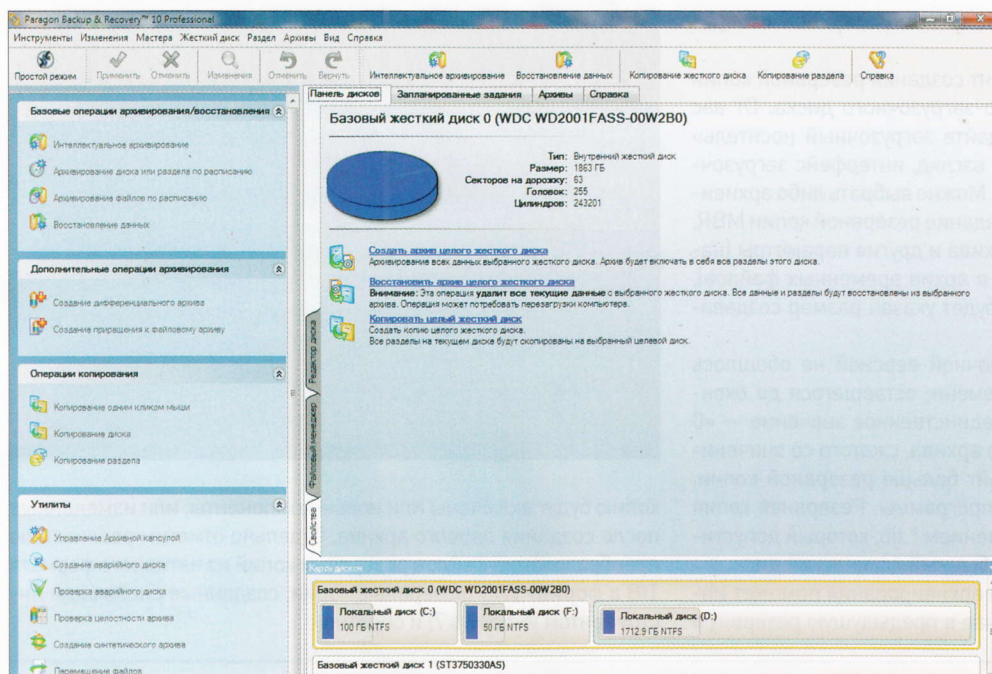 Paragon Backup & Recovery™ 10 Professional
Инструменты Изменения Мастера Жесткий диск Раздел Архивы Вид Справка
Простой режим Применить Отменить Изменения Отменить Вернуть Интеллектуальное архивирование Восстановление данных Копирование жесткого диска Копирование раздела Справка
Базовые операции архивирования/восстановления
Интеллектуальное архивирование
Архивирование диска или раздела по расписанию
Архивирование файлов по расписанию
Восстановление данных
Дополнительные операции архивирования
Создание дифференциального архива
Создание приращения к файловому архиву
Операции копирования
Копирование одним кликом мыши
Копирование диска
Копирование раздела
Утилиты
Управление Архивной капсулой
Создание аварийного диска
Проверка аварийного диска
Проверка целостности архива
Создание синтетического архива
Перемещение файлов
Панель дисков Запланированные задания Архивы Справка
Базовый жесткий диск 0 (WDC WD2001FASS-00W2B0)
Тип: Внутренний жесткий диск
Размер: 1863 ГБ
Секторов на дорожку: 63
Головок: 255
Цилиндров: 243201
Создать архив целого жесткого диска
Архивирование всех данных выбранного жесткого диска. Архив будет включать в себя все разделы этого диска.
Восстановить архив целого жесткого диска
Внимание: Эта операция удалит все текущие данные с выбранного жесткого диска. Все данные и разделы будут восстановлены из выбранного
архива. Операция может потребовать перезагрузки компьютера.
Копировать целый жесткий диск
Создать копию целого жесткого диска.
Все разделы на текущем диске будут скопированы на выбранный целевой диск.
Редактор диска
Файловый менеджер
Свойства
Карта дисков
Базовый жесткий диск 0 (WDC WD2001FASS-00W2B0)
Локальный диск (C:)
100 ГБ NTFS
Локальный диск (F:)
50 ГБ NTFS
Локальный диск (D:)
1712.9 ГБ NTFS
Базовый жесткий диск 1 (ST3750330AS)